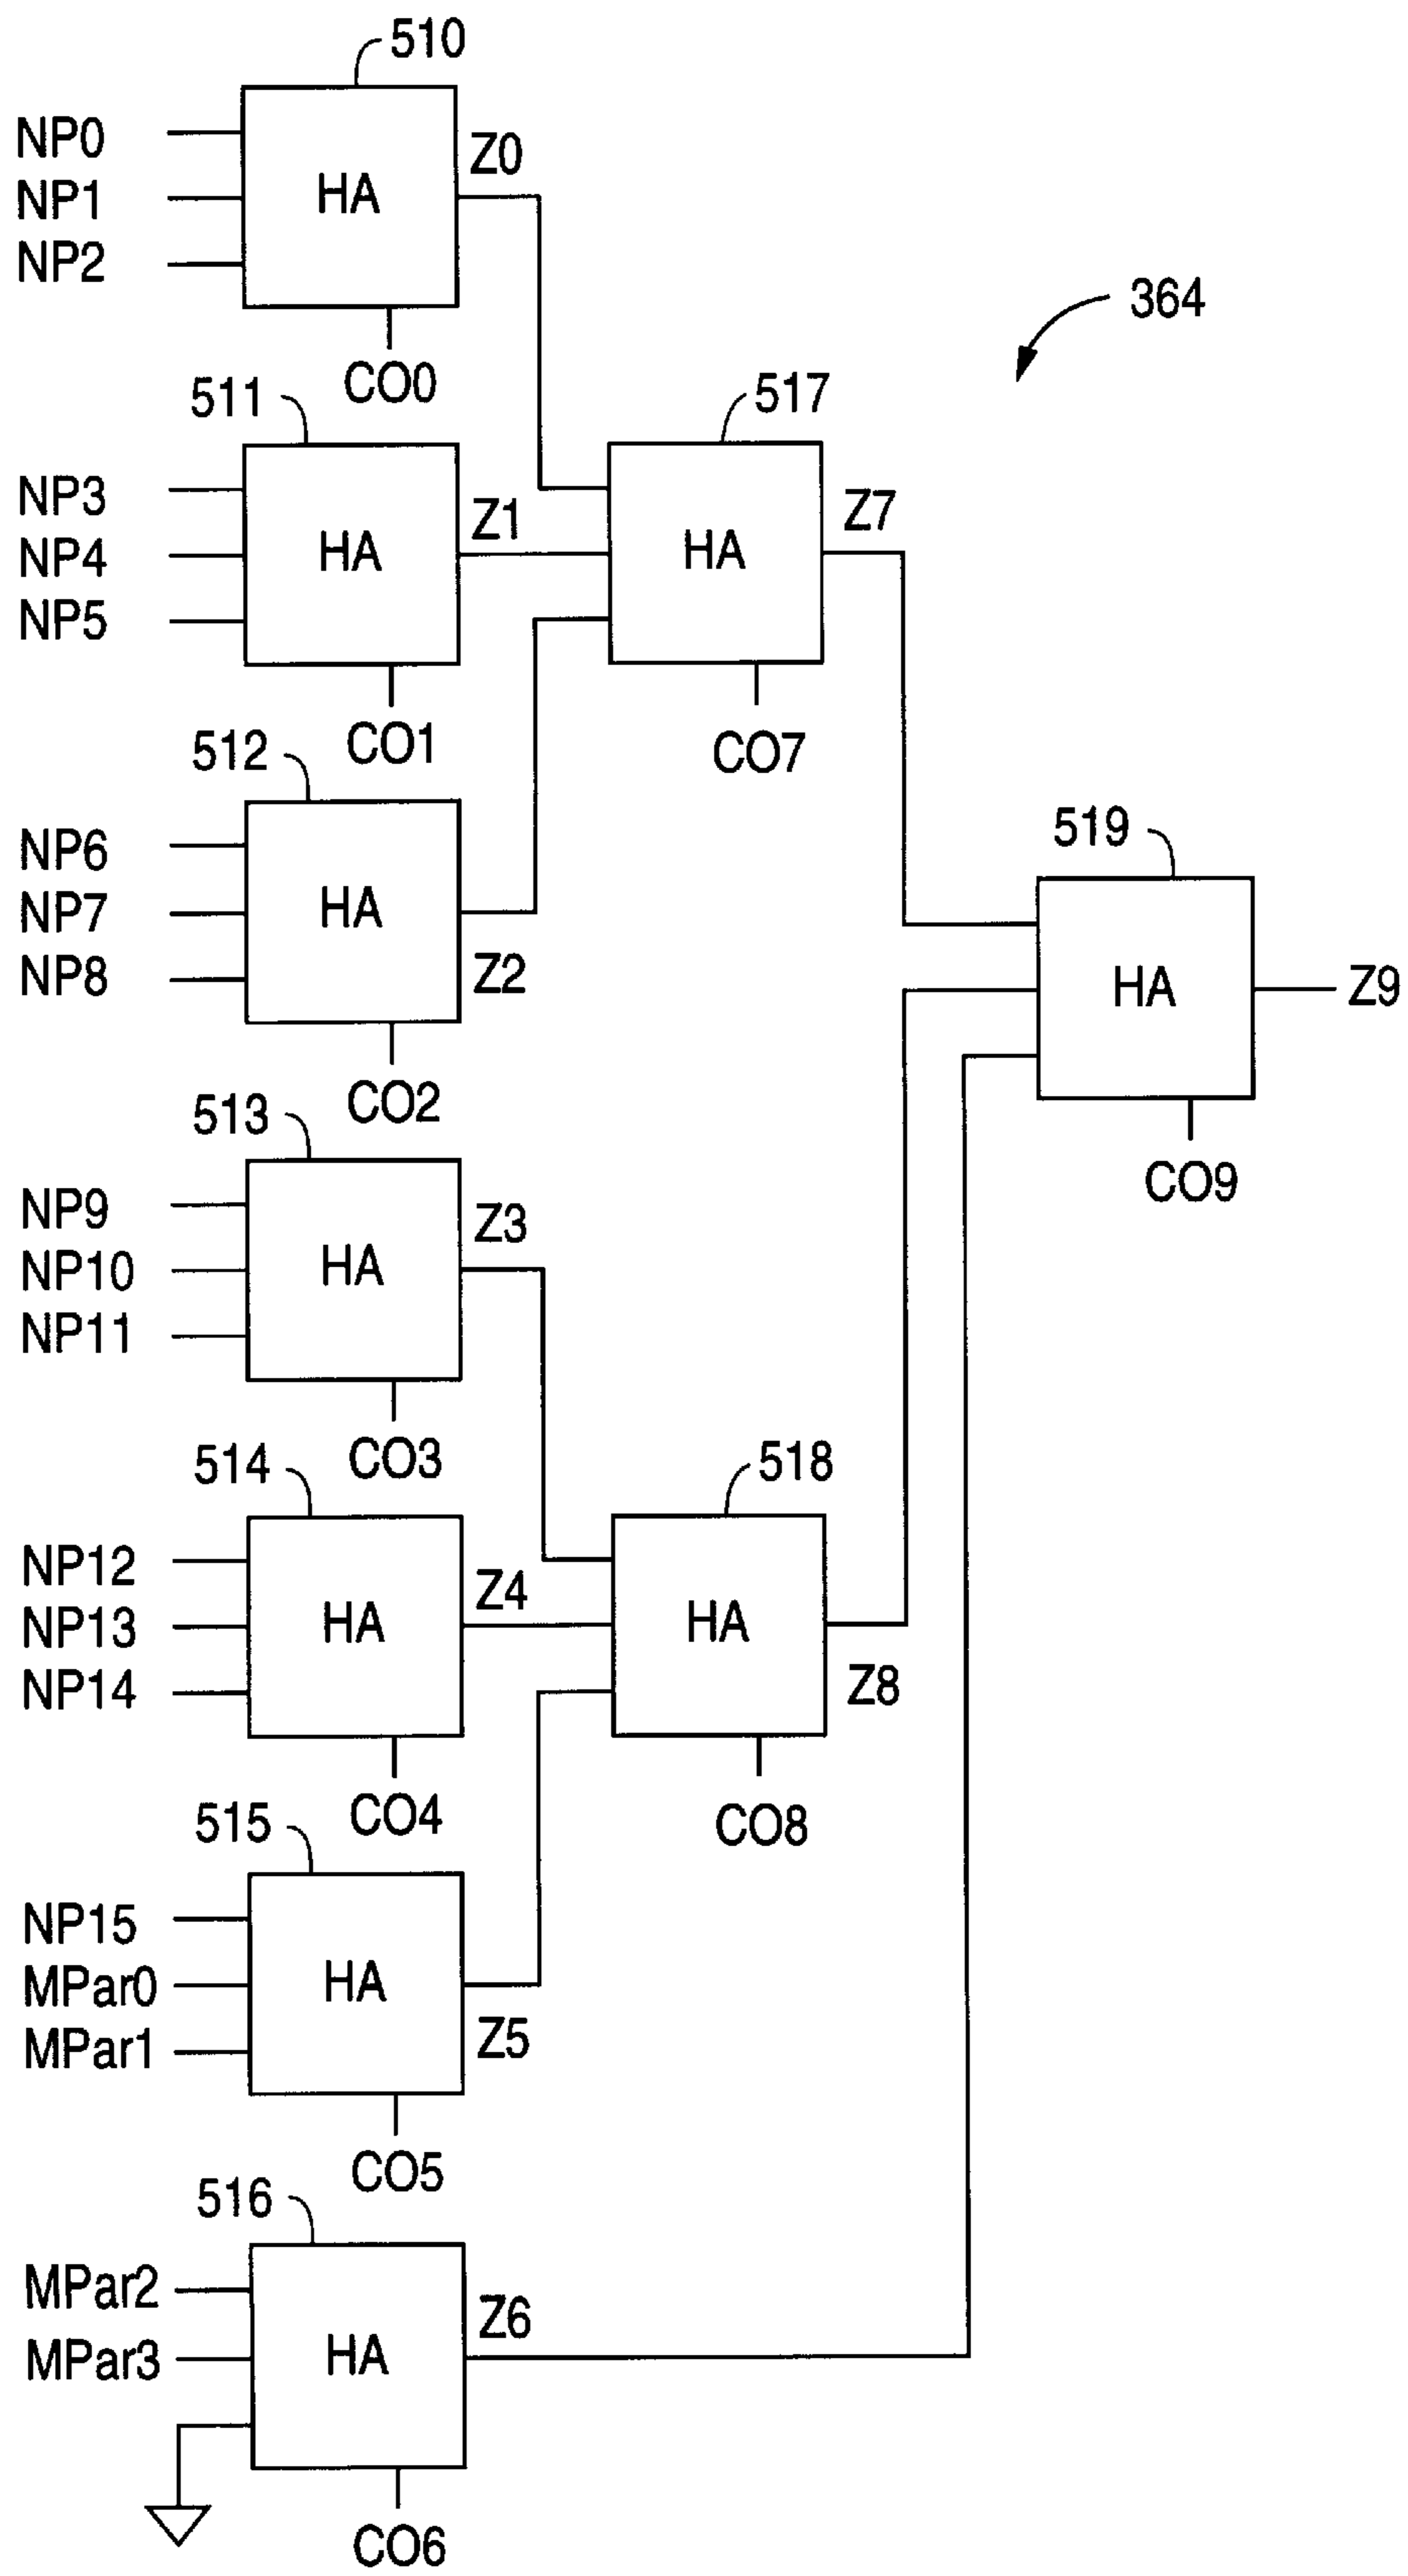 510
NP0
NP1
NP2
HA
Z0
CO0
364
511
NP3
NP4
NP5
HA
Z1
CO1
517
HA
Z7
CO7
512
NP6
NP7
NP8
HA
Z2
CO2
519
HA
Z9
CO9
513
NP9
NP10
NP11
HA
Z3
CO3
514
NP12
NP13
NP14
HA
Z4
CO4
518
HA
Z8
CO8
515
NP15
MPar0
MPar1
HA
Z5
CO5
516
MPar2
MPar3
HA
Z6
CO6